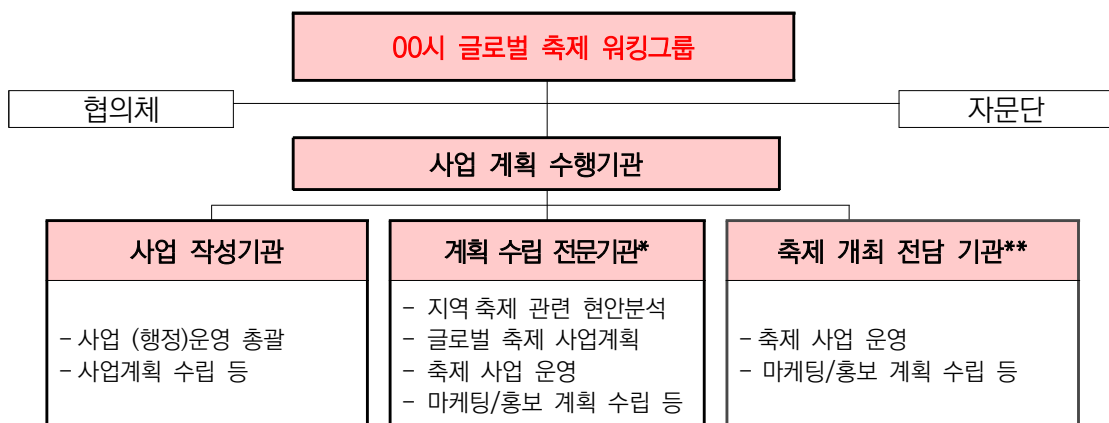 00시 글로벌 축제 워킹그룹
협의체
자문단
사업 계획 수행기관
사업 작성기관
- 사업 (행정)운영 총괄
- 사업계획 수립 등
계획 수립 전문기관*
- 지역 축제 관련 현안분석
- 글로벌 축제 사업계획
- 축제 사업 운영
- 마케팅/홍보 계획 수립 등
축제 개최 전담 기관**
- 축제 사업 운영
- 마케팅/홍보 계획 수립 등